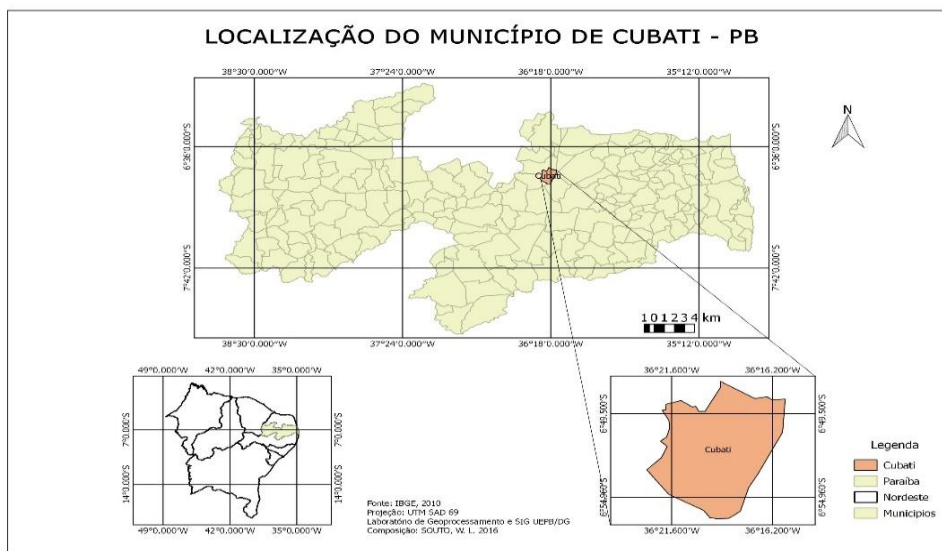 LOCALIZAÇÃO DO MUNICÍPIO DE CUBATI - PB
38°30'0.000"W 37°24'0.000"W 36°18'0.000"W 35°12'0.000"W
N
6°36'0.000"S 6°36'0.000"S
Cubati
7°42'0.000"S 7°42'0.000"S
1 0 1 2 3 4 km
38°30'0.000"W 37°24'0.000"W 36°18'0.000"W 35°12'0.000"W
49°0.000'W 42°0.000'W 35°0.000'W
7°0.000'S 7°0.000'S
14°0.000'S 14°0.000'S
49°0.000'W 42°0.000'W 35°0.000'W
Fonte: IBGE, 2010
Projeção: UTM SAD 69
Laboratório de Geoprocessamento e SIG UEPB/DG
Composição: SOUTO, W. L. 2016
36°21.600'W 36°16.200'W
6°49.500'S 6°49.500'S
Cubati
6°54.960'S 6°54.960'S
36°21.600'W 36°16.200'W
Legenda
Cubati
Paraíba
Nordeste
Municípios